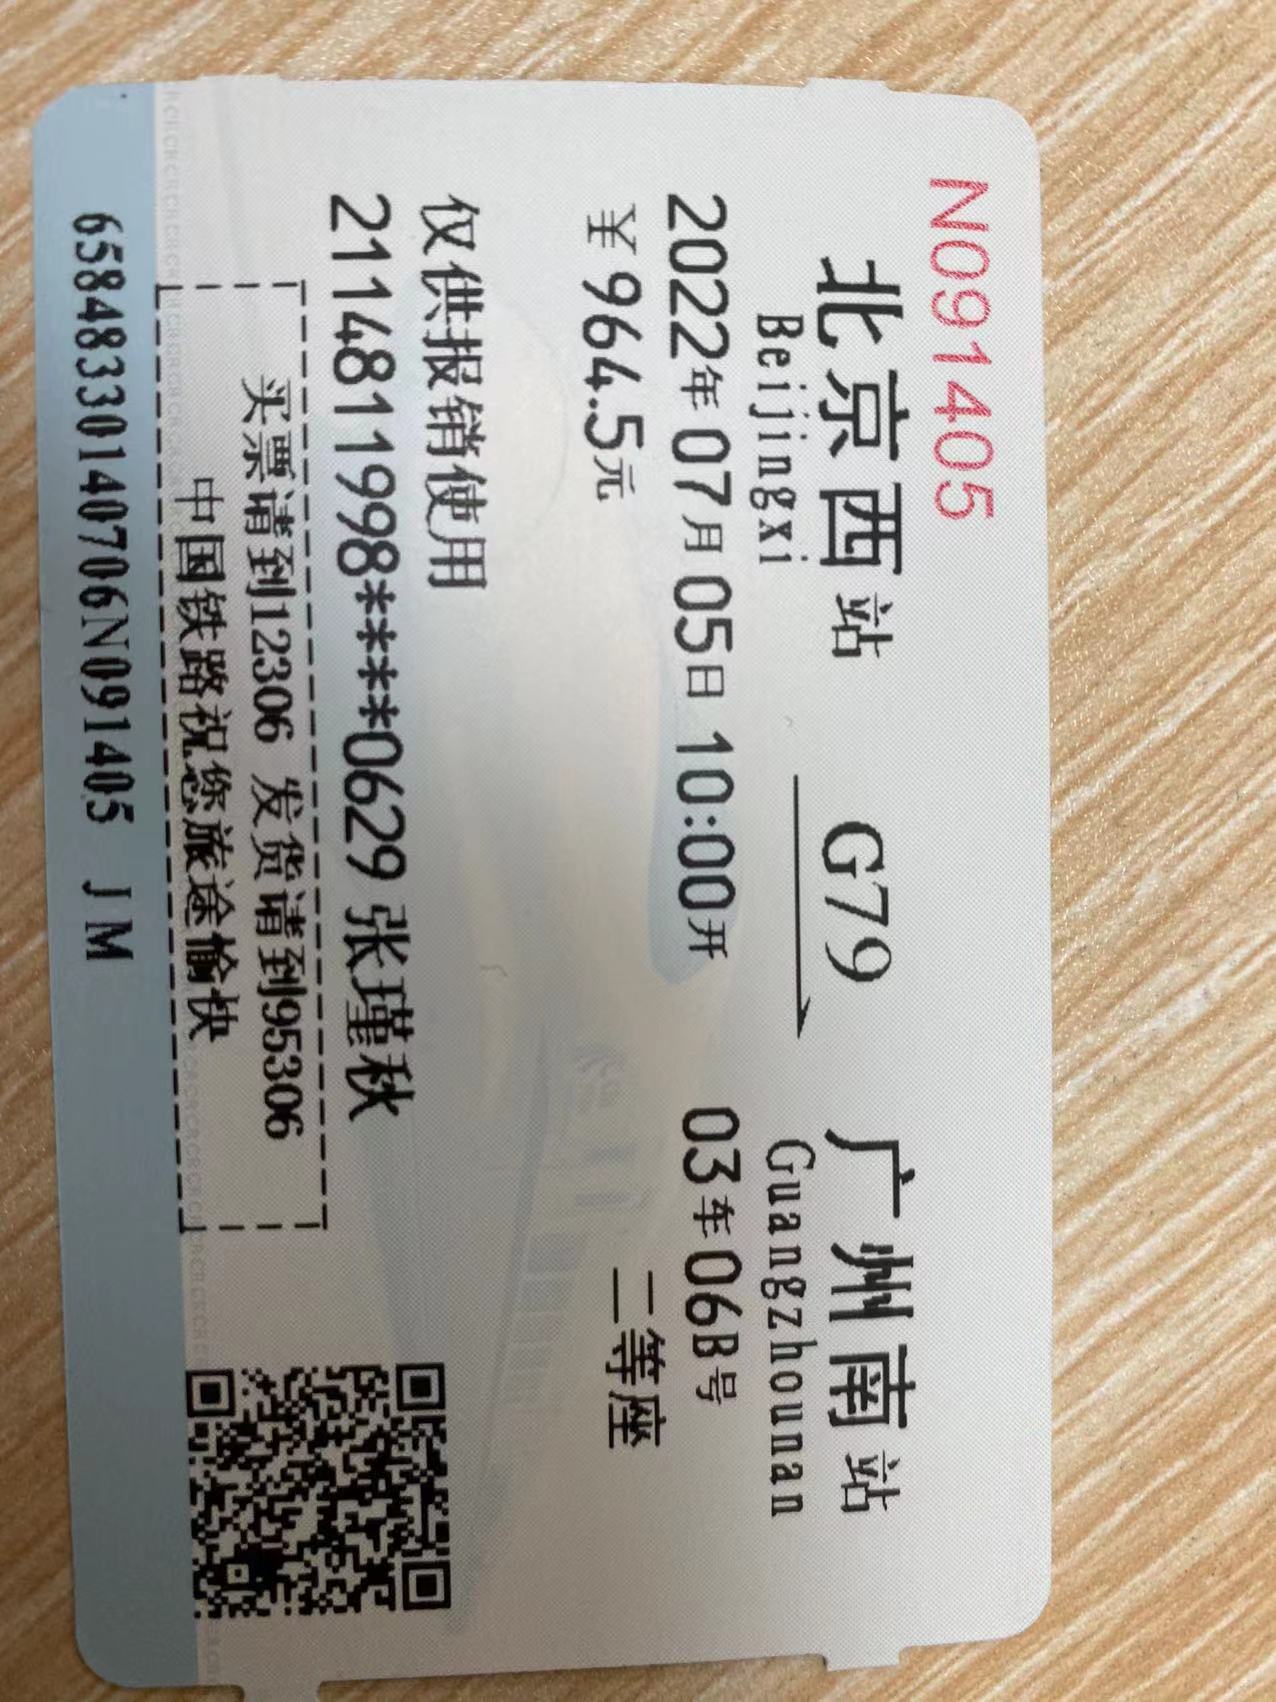 N091405
北京西站 G79 广州南站
Beijingxi Guangzhounan
2022年07月05日 10:00开 03车06B号
¥964.5元 二等座
仅供报销使用
2114811998****0629 张瑾秋
买票请到12306 发货请到95306
中国铁路祝您旅途愉快
65848330140706N091405 JM